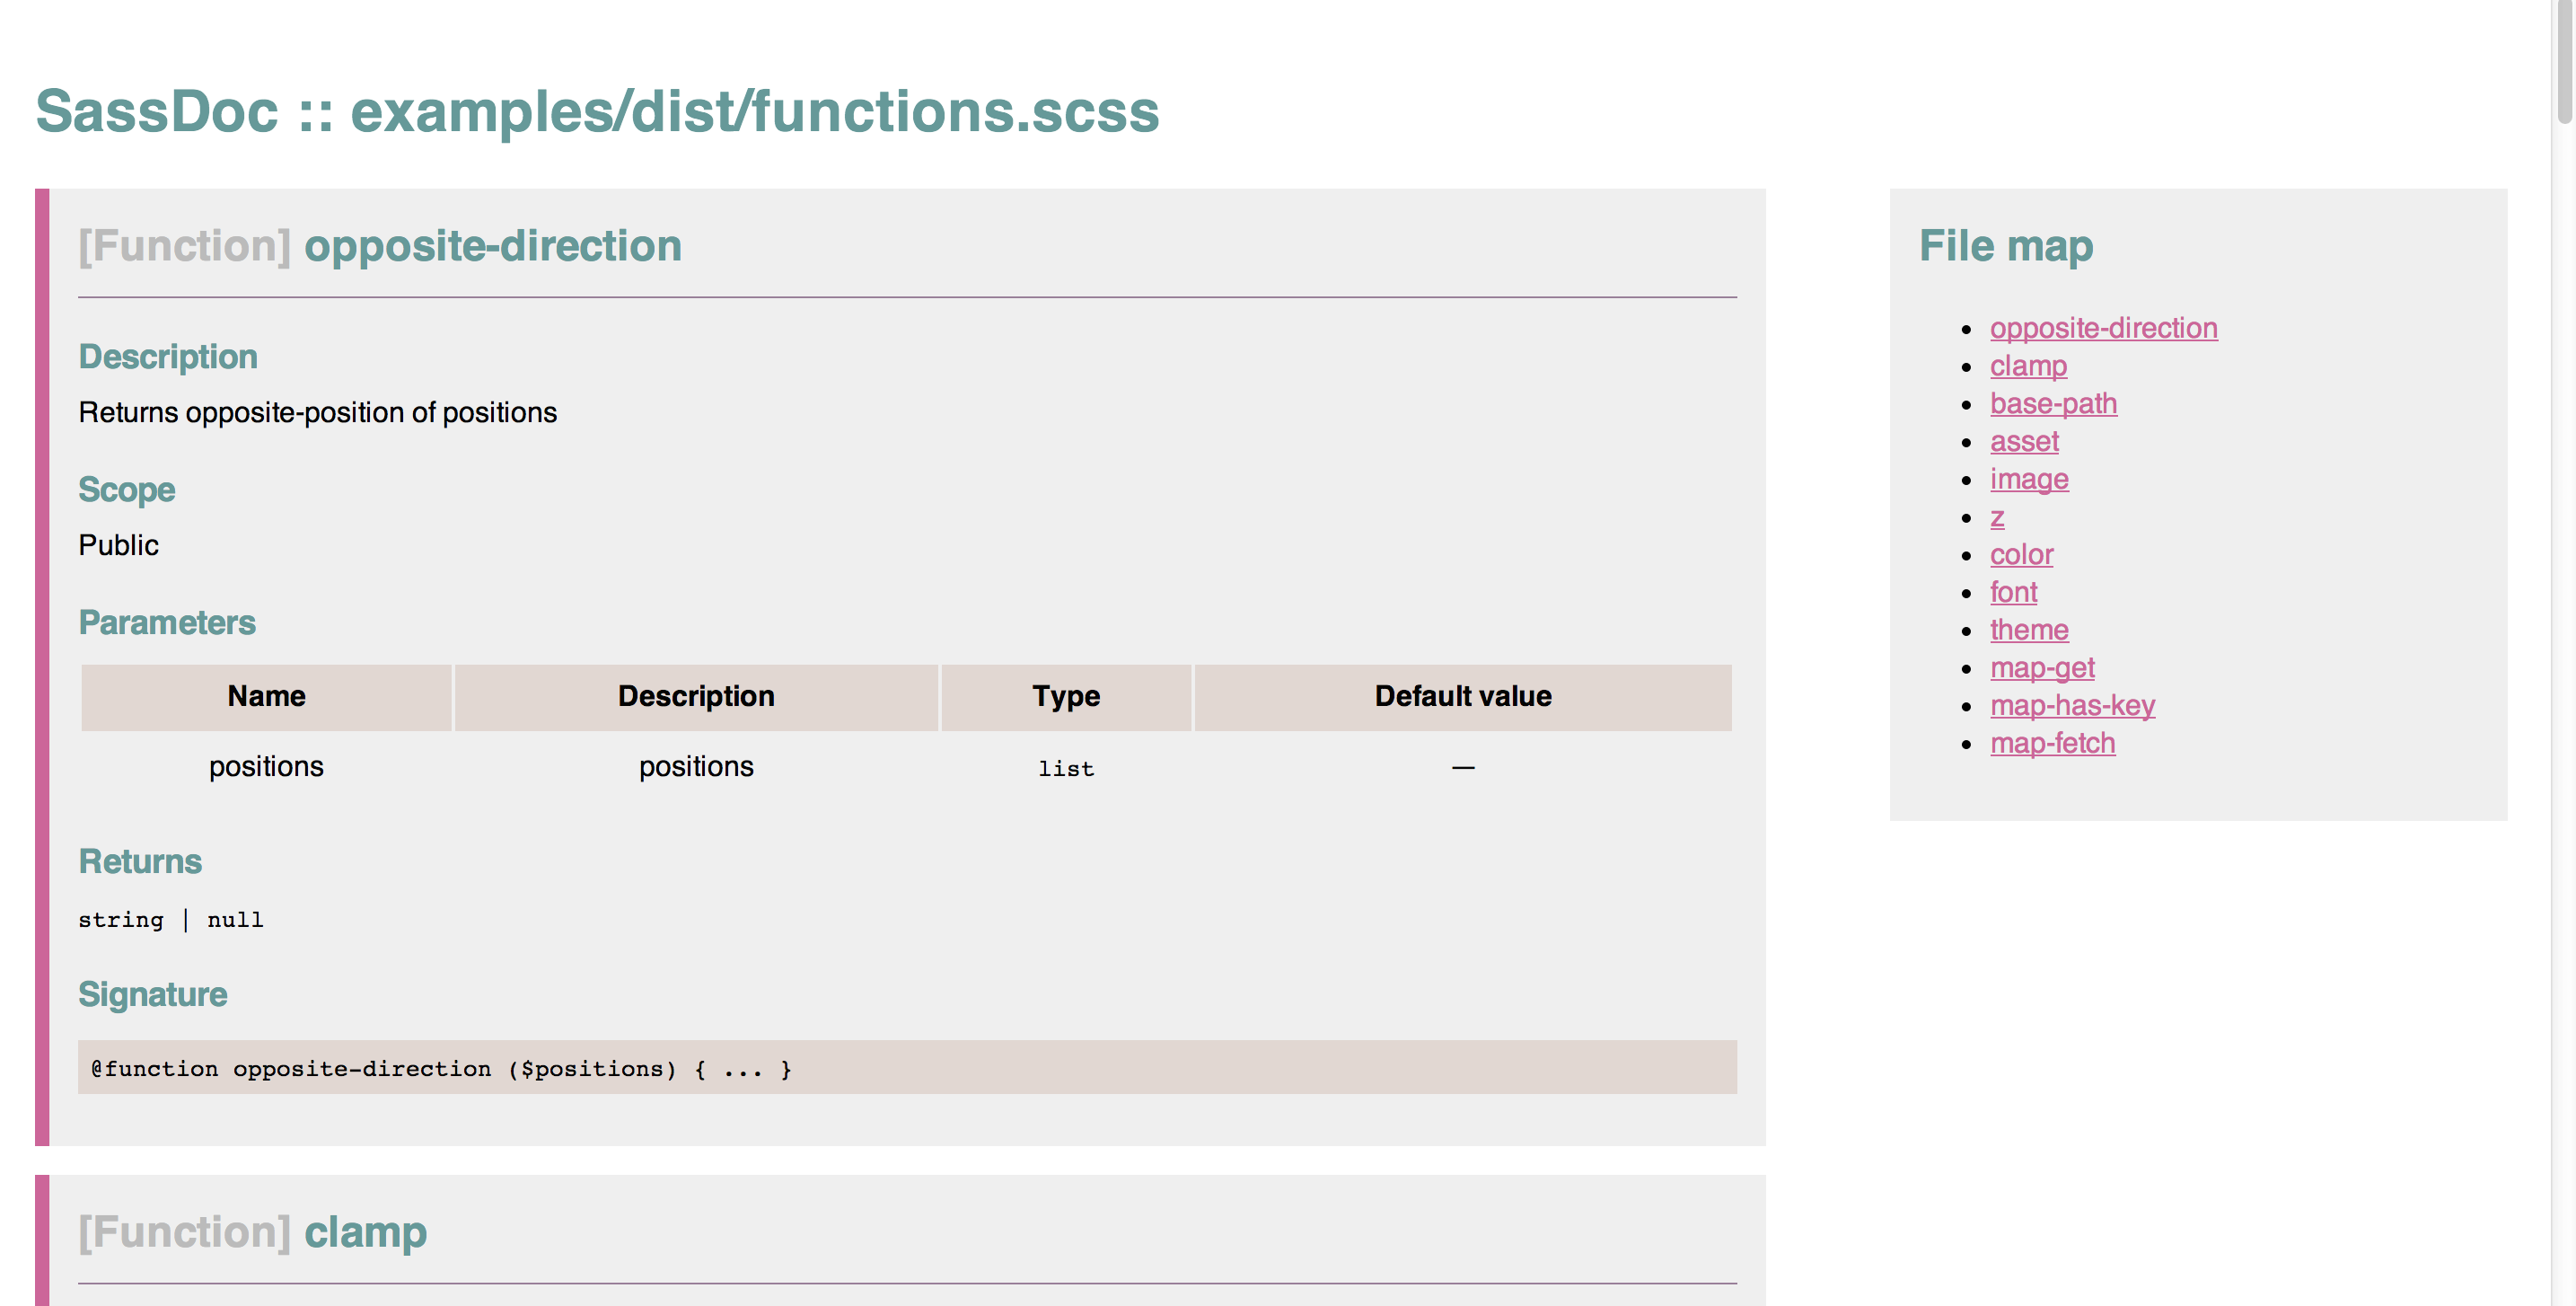 SassDoc :: examples/dist/functions.scss
[Function] opposite-direction
Description
Returns opposite-position of positions
Scope
Public
Parameters
Name Description Type Default value
positions positions list —
Returns
string | null
Signature
@function opposite-direction ($positions) { ... }
[Function] clamp
File map
opposite-direction
clamp
base-path
asset
image
z
color
font
theme
map-get
map-has-key
map-fetch